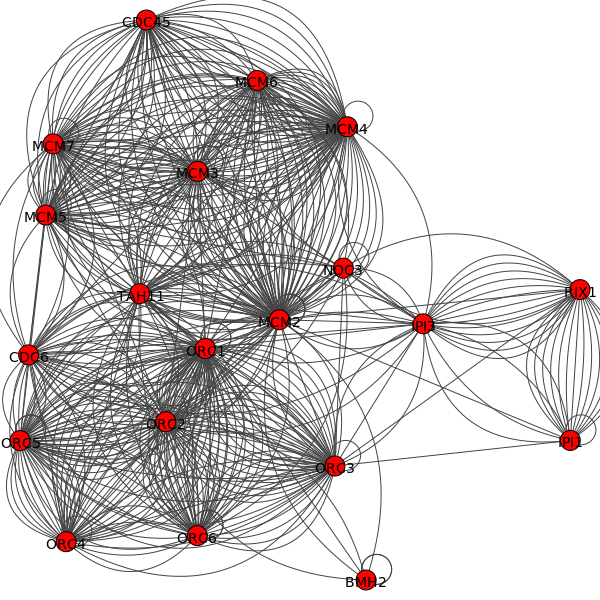 CDC45
MCM6
MCM4
MCM7
MCM3
MCM5
NOC3
RIX1
TAH11
MCM2
IPI3
ORC1
CDC6
ORC2
ORC5
IPI1
ORC3
ORC6
ORC4
BMH2